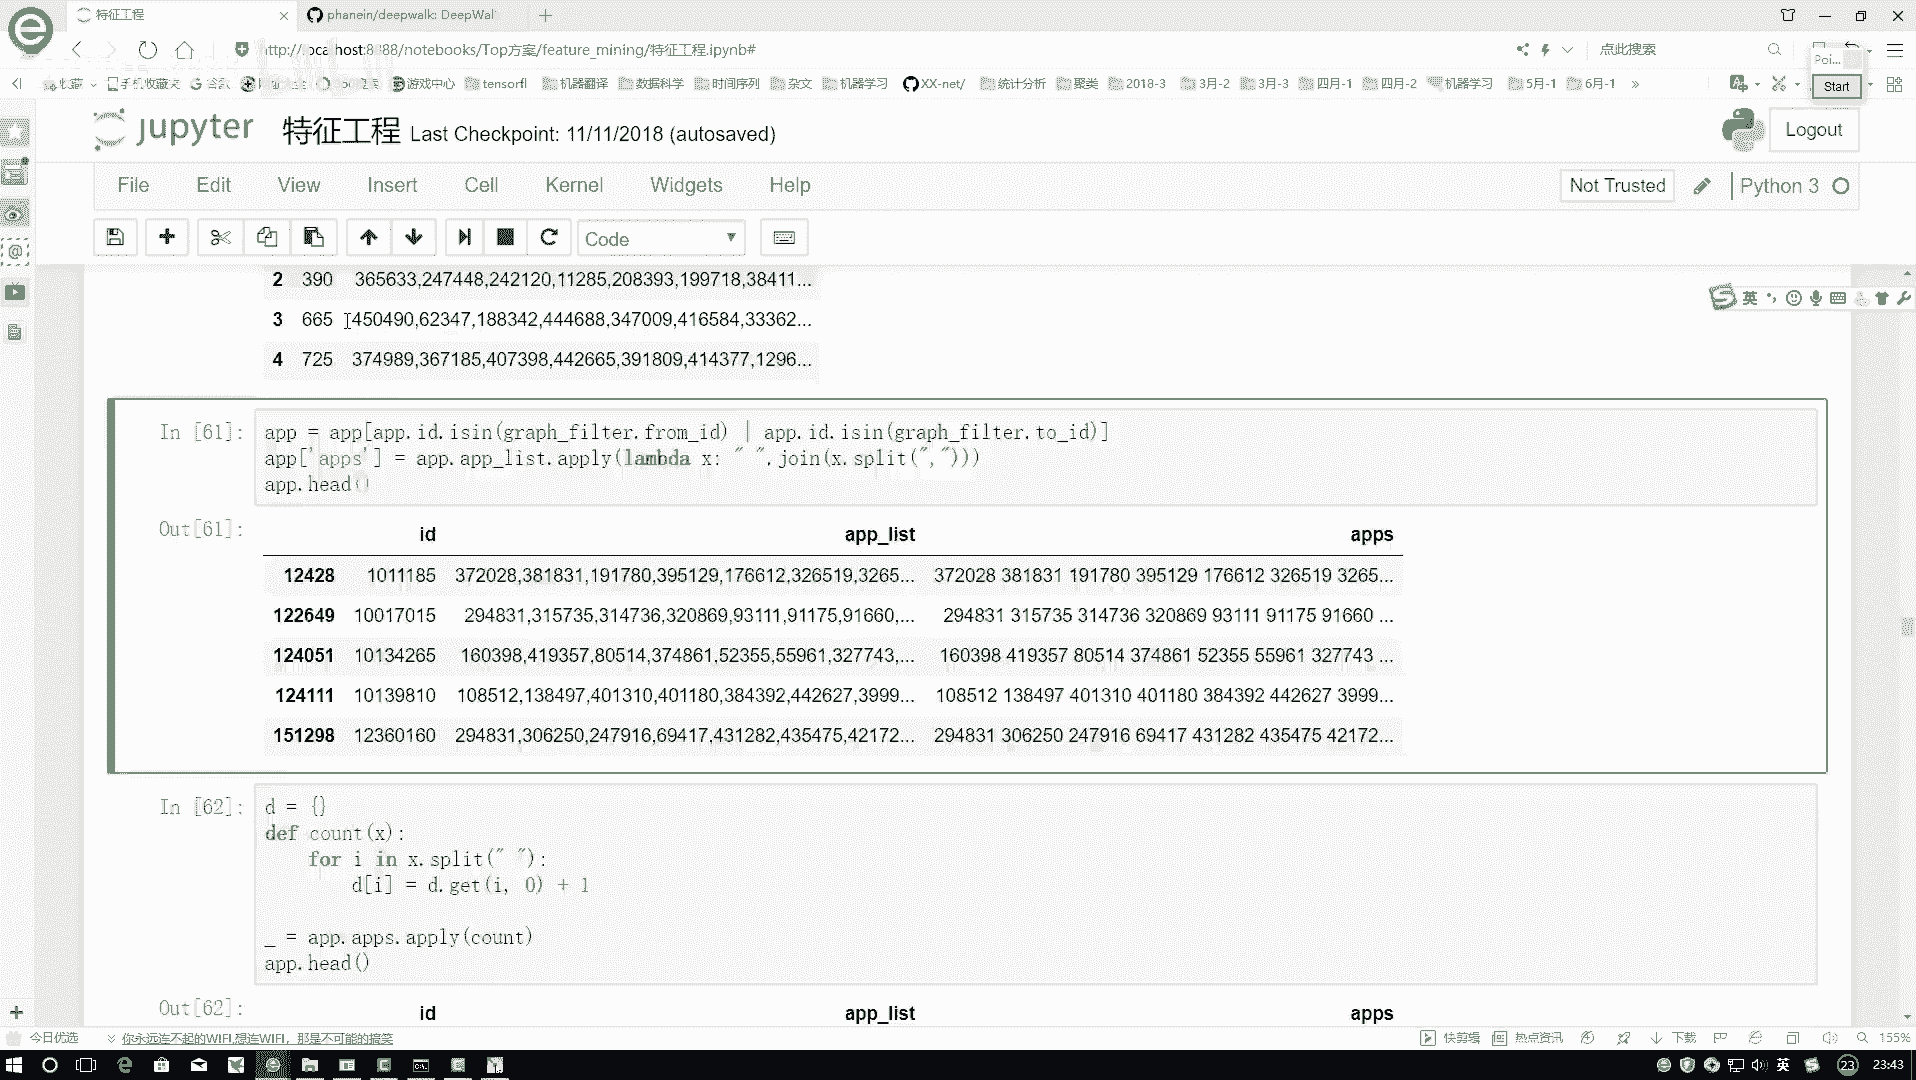 特征工程
phanein/deepwalk: DeepWal
http://localhost:8888/notebooks/Top方案/feature_mining/特征工程.ipynb#
点此搜索
Poi...
Start
收藏 手机收藏夹 游戏中心 tensorfl 机器翻译 数据科学 时间序列 杂文 机器学习 XX-net/ 统计分析 聚类 2018-3 3月-2 3月-3 四月-1 四月-2 机器学习 5月-1 6月-1 »
jupyter 特征工程 Last Checkpoint: 11/11/2018 (autosaved)
Logout
File Edit View Insert Cell Kernel Widgets Help
Not Trusted
Python 3
Code
2 390 365633,247448,242120,11285,208393,199718,38411...
3 665 450490,62347,188342,444688,347009,416584,33362...
4 725 374989,367185,407398,442665,391809,414377,1296...
英
In [61]: app = app[app.id.isin(graph_filter.from_id) | app.id.isin(graph_filter.to_id)]
app['apps'] = app.app_list.apply(lambda x: " ".join(x.split(",")))
app.head()
Out[61]:
id app_list apps
12428 1011185 372028,381831,191780,395129,176612,326519,3265... 372028 381831 191780 395129 176612 326519 3265...
122649 10017015 294831,315735,314736,320869,93111,91175,91660,... 294831 315735 314736 320869 93111 91175 91660 ...
124051 10134265 160398,419357,80514,374861,52355,55961,327743,... 160398 419357 80514 374861 52355 55961 327743 ...
124111 10139810 108512,138497,401310,401180,384392,442627,3999... 108512 138497 401310 401180 384392 442627 3999...
151298 12360160 294831,306250,247916,69417,431282,435475,42172... 294831 306250 247916 69417 431282 435475 42172...
In [62]: d = {}
def count(x):
for i in x.split(" "):
d[i] = d.get(i, 0) + 1
_ = app.apps.apply(count)
app.head()
Out[62]:
id app_list apps
今日优选 你永远连不起的WIFI,想连WIFI，那是不可能的搞笑
快剪辑 热点资讯 下载 155%
英 23 23:43